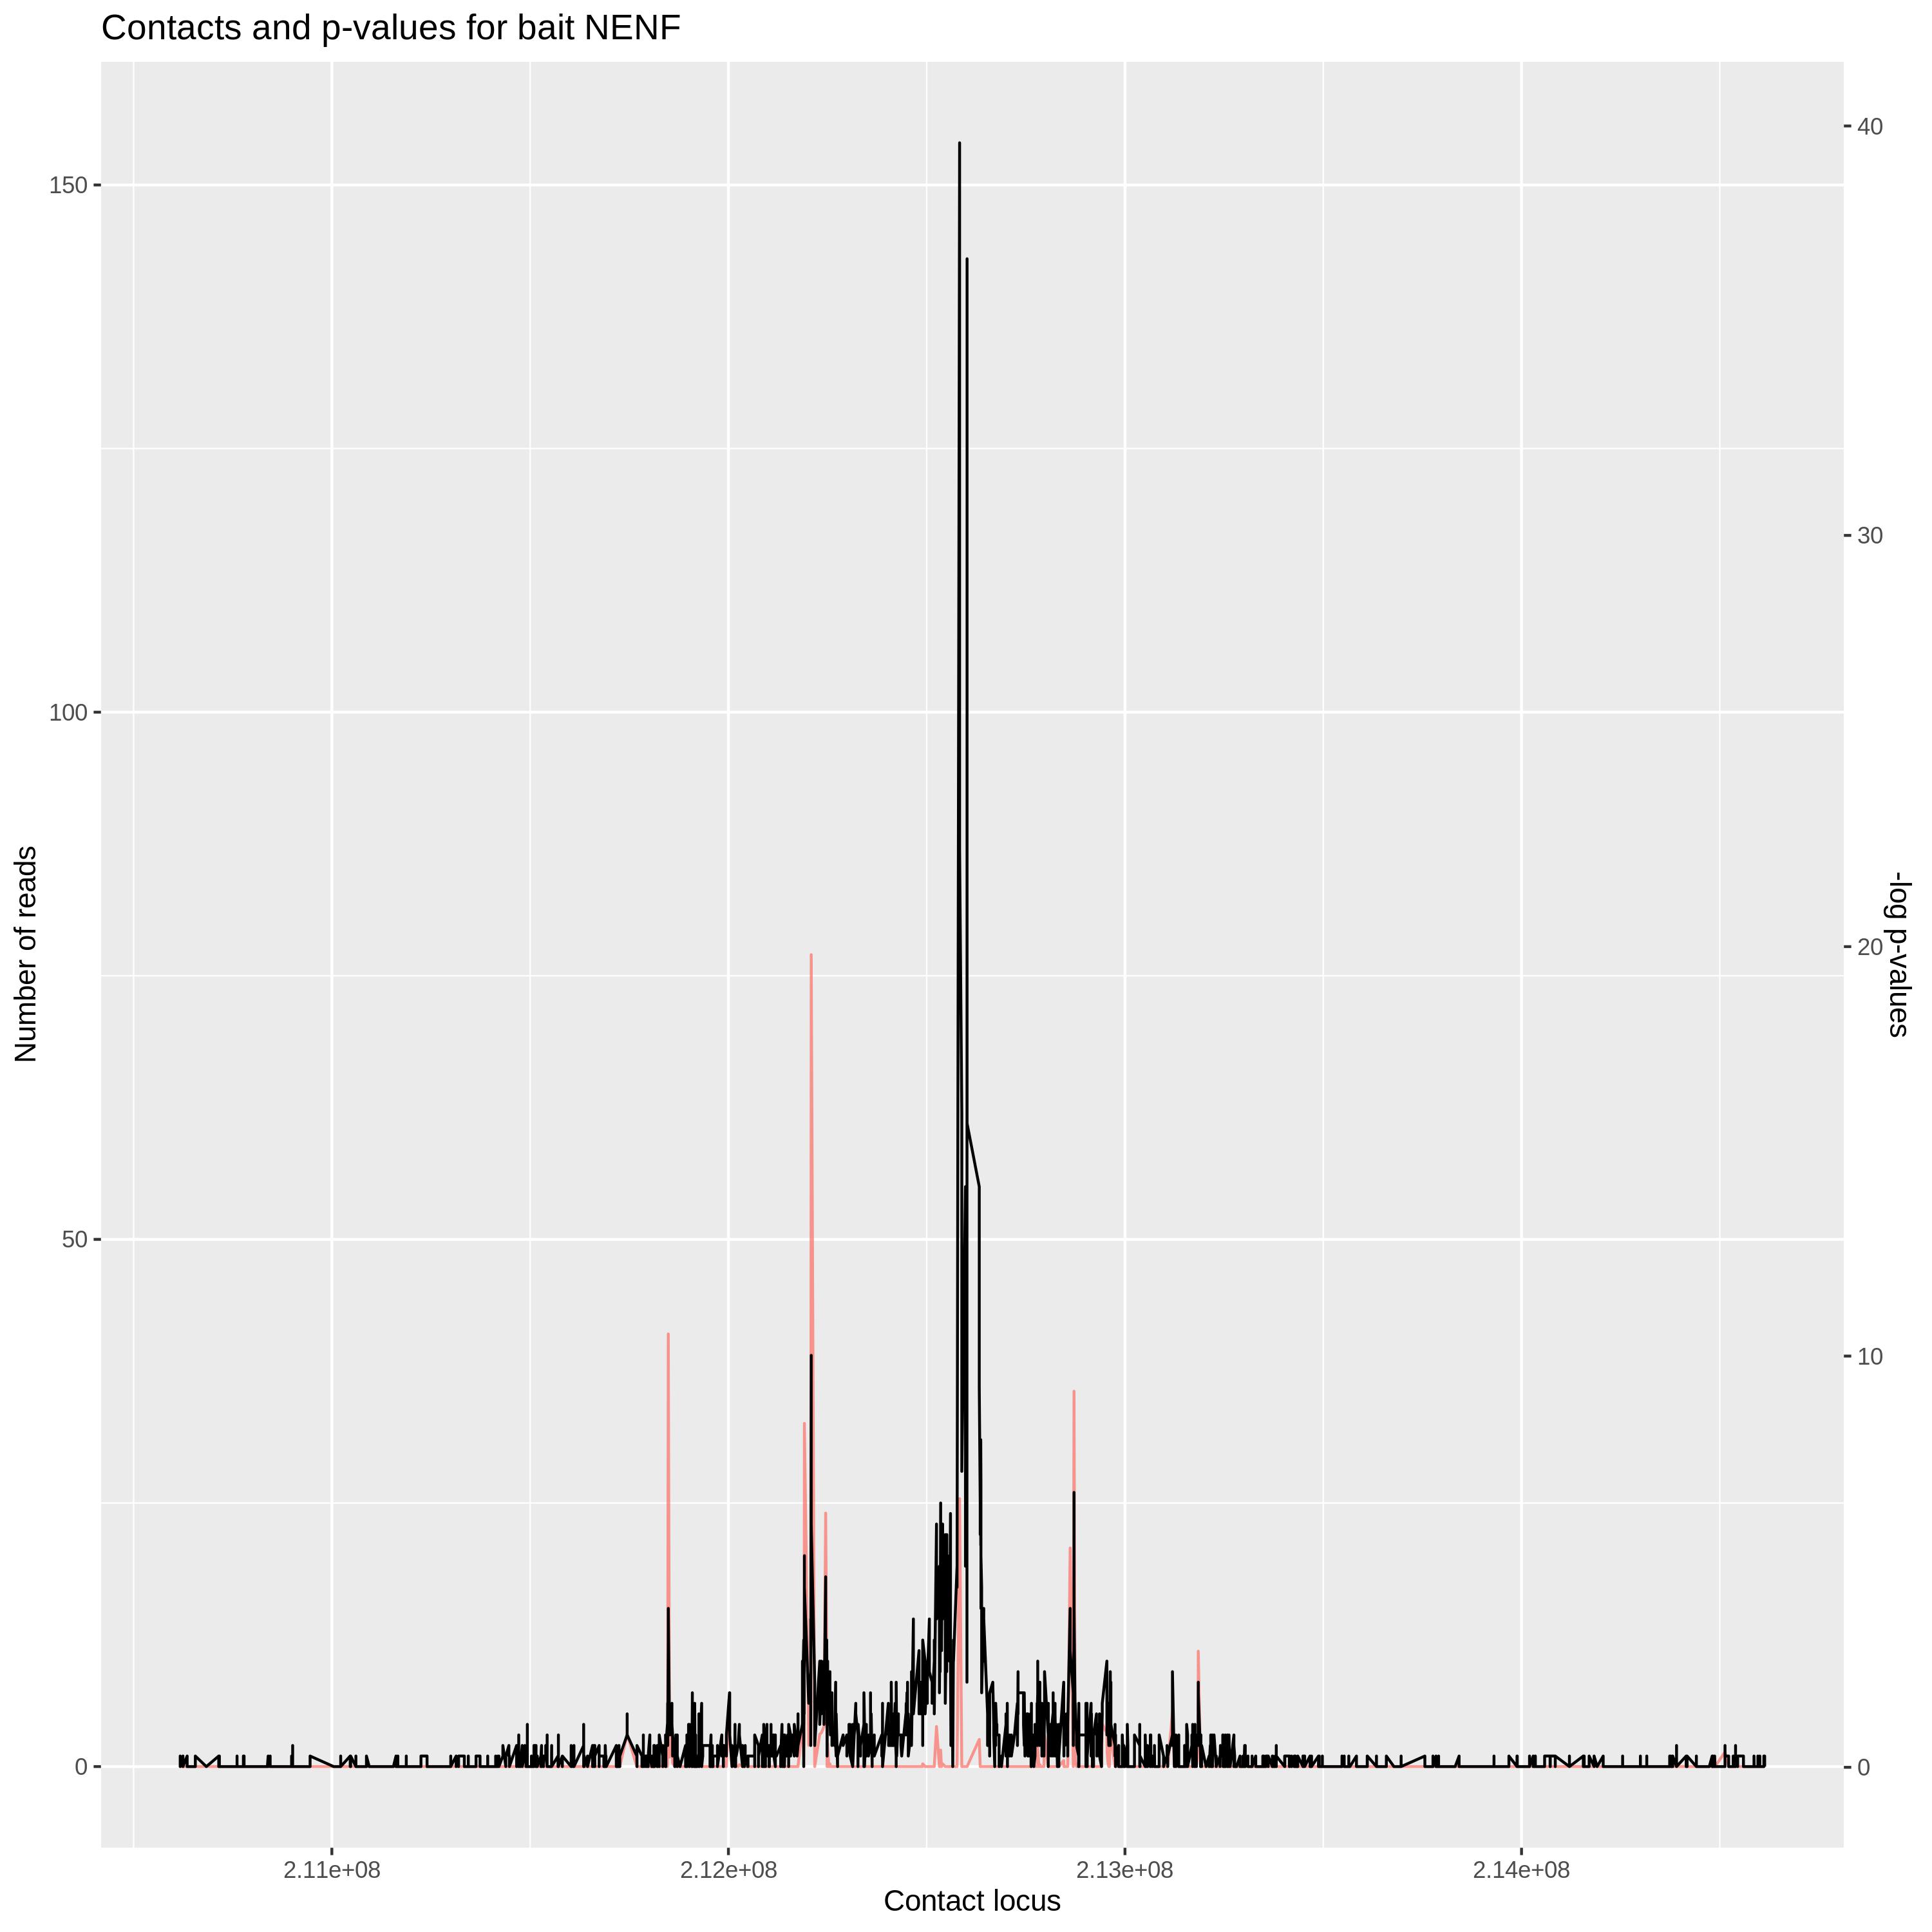 Contacts and p-values for bait NENF
Number of reads
150
100
50
0
40
30
20
10
0
-log p-values
2.11e+08
2.12e+08
2.13e+08
2.14e+08
Contact locus